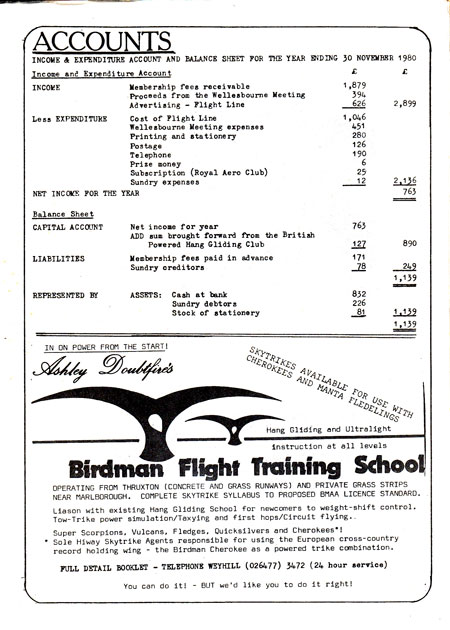 ACCOUNTS
INCOME & EXPENDITURE ACCOUNT AND BALANCE SHEET FOR THE YEAR ENDING 30 NOVEMBER 1980
Income and Expenditure Account £ £
INCOME Membership fees receivable 1,879
Proceeds from the Wellesbourne Meeting 394
Advertising - Flight Line 626 2,899
Less EXPENDITURE Cost of Flight Line 1,046
Wellesbourne Meeting expenses 451
Printing and stationery 280
Postage 126
Telephone 190
Prize money 6
Subscription (Royal Aero Club) 25
Sundry expenses 12 2,136
NET INCOME FOR THE YEAR 763
Balance Sheet
CAPITAL ACCOUNT Net income for year 763
ADD sum brought forward from the British
Powered Hang Gliding Club 127 890
LIABILITIES Membership fees paid in advance 171
Sundry creditors 78 249
1,139
REPRESENTED BY ASSETS: Cash at bank 832
Sundry debtors 226
Stock of stationery 81 1,139
1,139
IN ON POWER FROM THE START!
Ashley Doubtfire's
SKYTRIKES AVAILABLE FOR USE WITH
CHEROKEES AND MANTA FLEDELINGS
Hang Gliding and Ultralight
instruction at all levels
Birdman Flight Training School
OPERATING FROM THRUXTON (CONCRETE AND GRASS RUNWAYS) AND PRIVATE GRASS STRIPS
NEAR MARLBOROUGH. COMPLETE SKYTRIKE SYLLABUS TO PROPOSED BMAA LICENCE STANDARD.
Liason with existing Hang Gliding School for newcomers to weight-shift control.
Tow-Trike power simulation/Taxying and first hops/Circuit flying..
Super Scorpions, Vulcans, Fledges, Quicksilvers and Cherokees*!
* Sole Hiway Skytrike Agents responsible for using the European cross-country
record holding wing - the Birdman Cherokee as a powered trike combination.
FULL DETAIL BOOKLET - TELEPHONE WEYHILL (026477) 3472 (24 hour service)
You can do it! - BUT we'd like you to do it right!